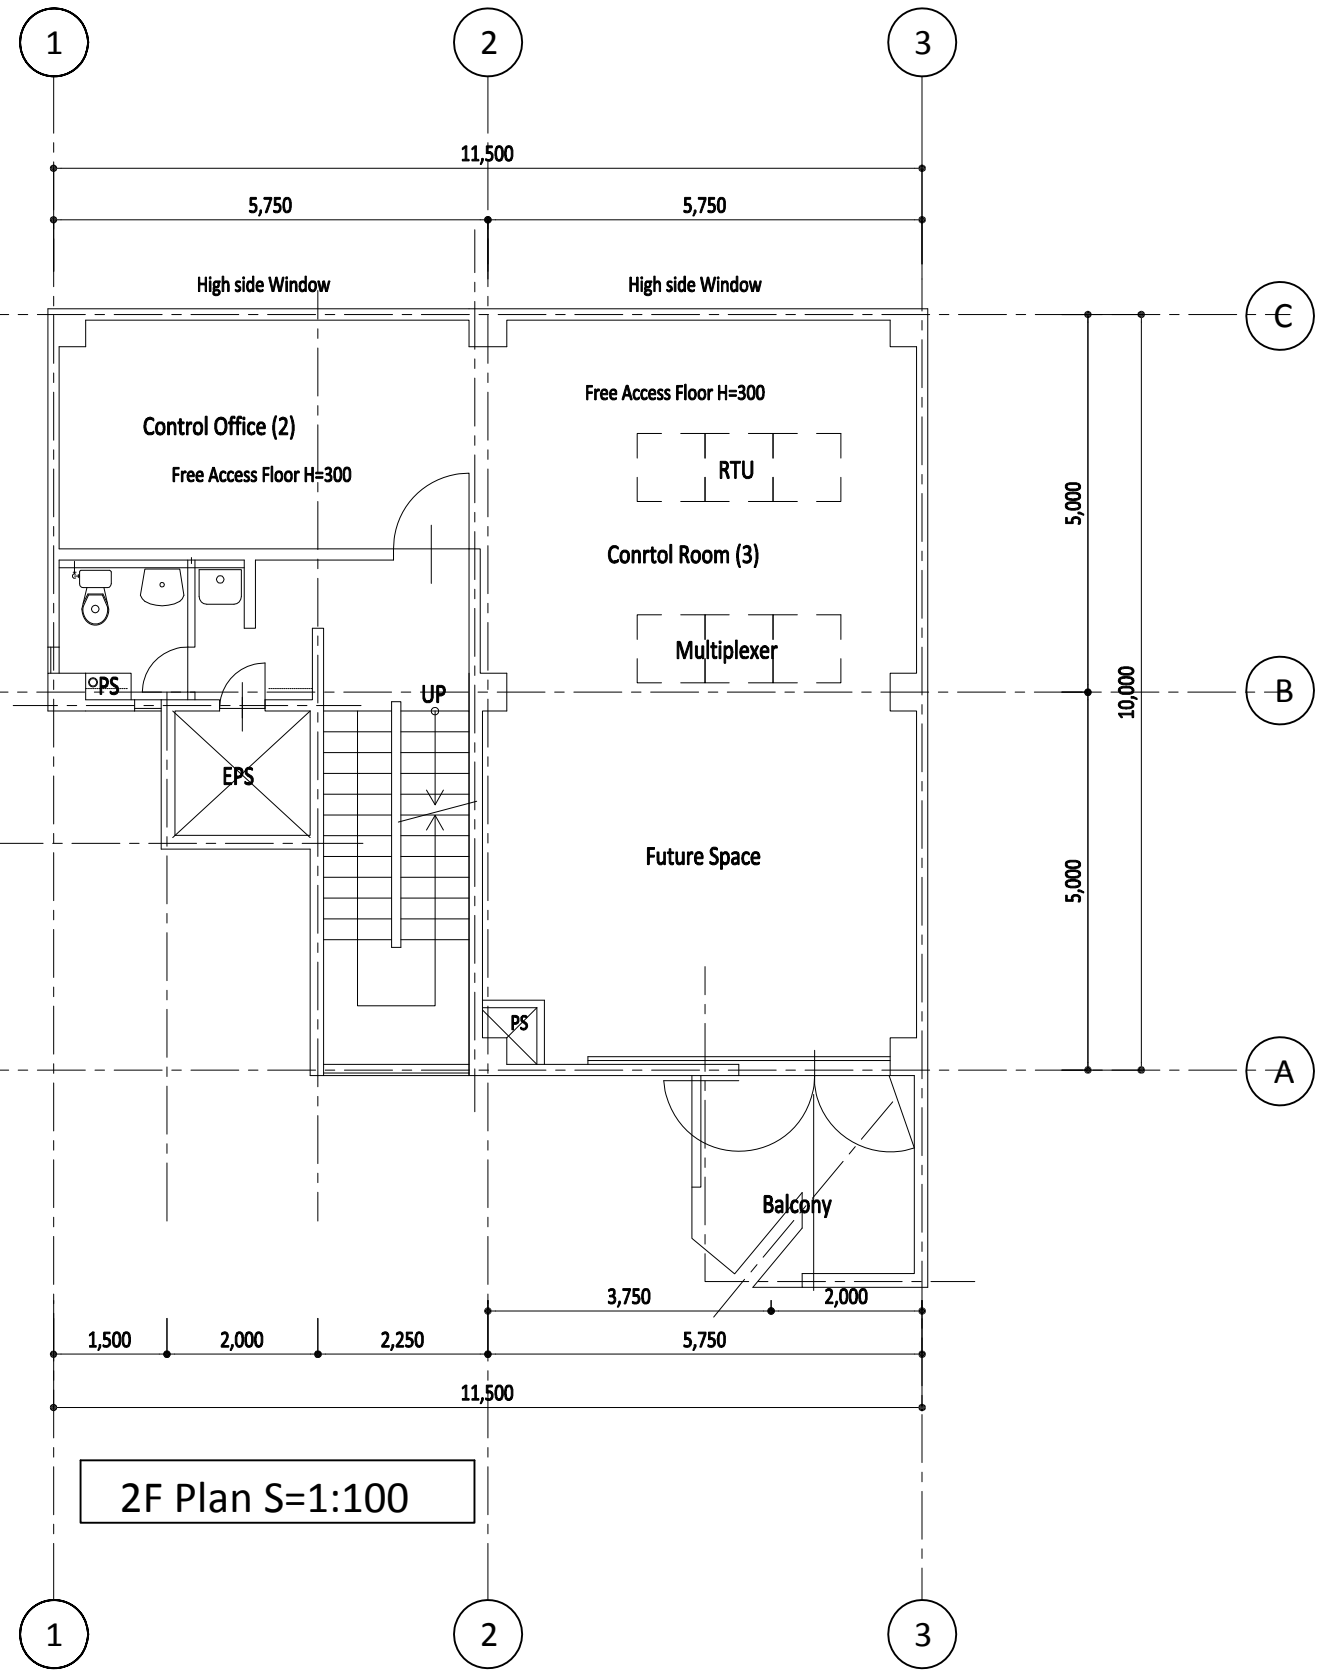 1
2
3
11,500
5,750
5,750
High side Window
High side Window
C
Free Access Floor H=300
Control Office (2)
RTU
Free Access Floor H=300
5,000
Conrtol Room (3)
Multiplexer
PS
UP
B
10,000
EPS
Future Space
5,000
PS
A
Balcony
3,750
2,000
1,500
2,000
2,250
5,750
11,500
2F Plan S=1:100
1
2
3